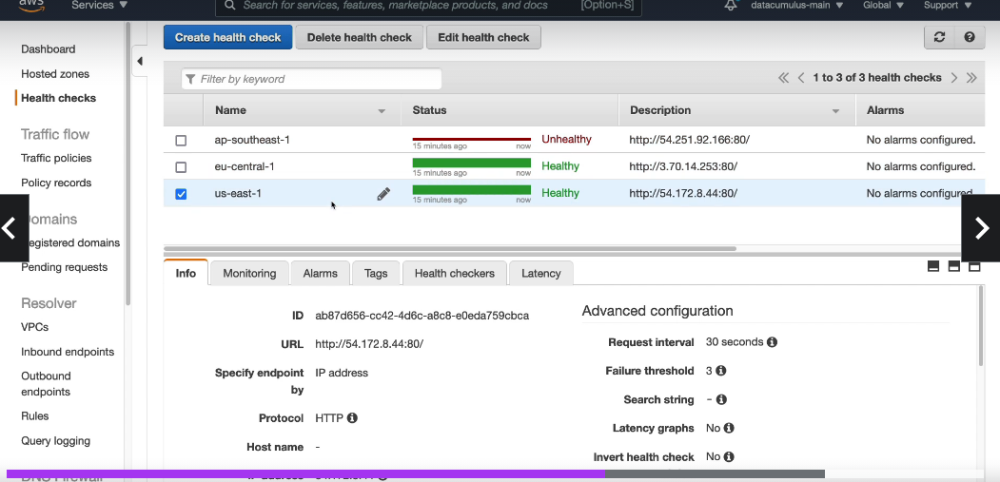 aws
Services
Search for services, features, marketplace products, and docs
[Option+S]
datacumulus-main
Global
Support
Dashboard
Hosted zones
Health checks
Traffic flow
Traffic policies
Policy records
omains
egistered domains
Pending requests
Resolver
VPCs
Inbound endpoints
Outbound
endpoints
Rules
Query logging
DNS Firewall
Create health check
Delete health check
Edit health check
Filter by keyword
1 to 3 of 3 health checks
Name Status Description Alarms
ap-southeast-1 15 minutes ago now Unhealthy http://54.251.92.166:80/ No alarms configured.
eu-central-1 15 minutes ago now Healthy http://3.70.14.253:80/ No alarms configured.
us-east-1 15 minutes ago now Healthy http://54.172.8.44:80/ No alarms configured
Info Monitoring Alarms Tags Health checkers Latency
ID ab87d656-cc42-4d6c-a8c8-e0eda759cbca
URL http://54.172.8.44:80/
Specify endpoint
by
IP address
Protocol HTTP
Host name -
Advanced configuration
Request interval 30 seconds
Failure threshold 3
Search string -
Latency graphs No
Invert health check No